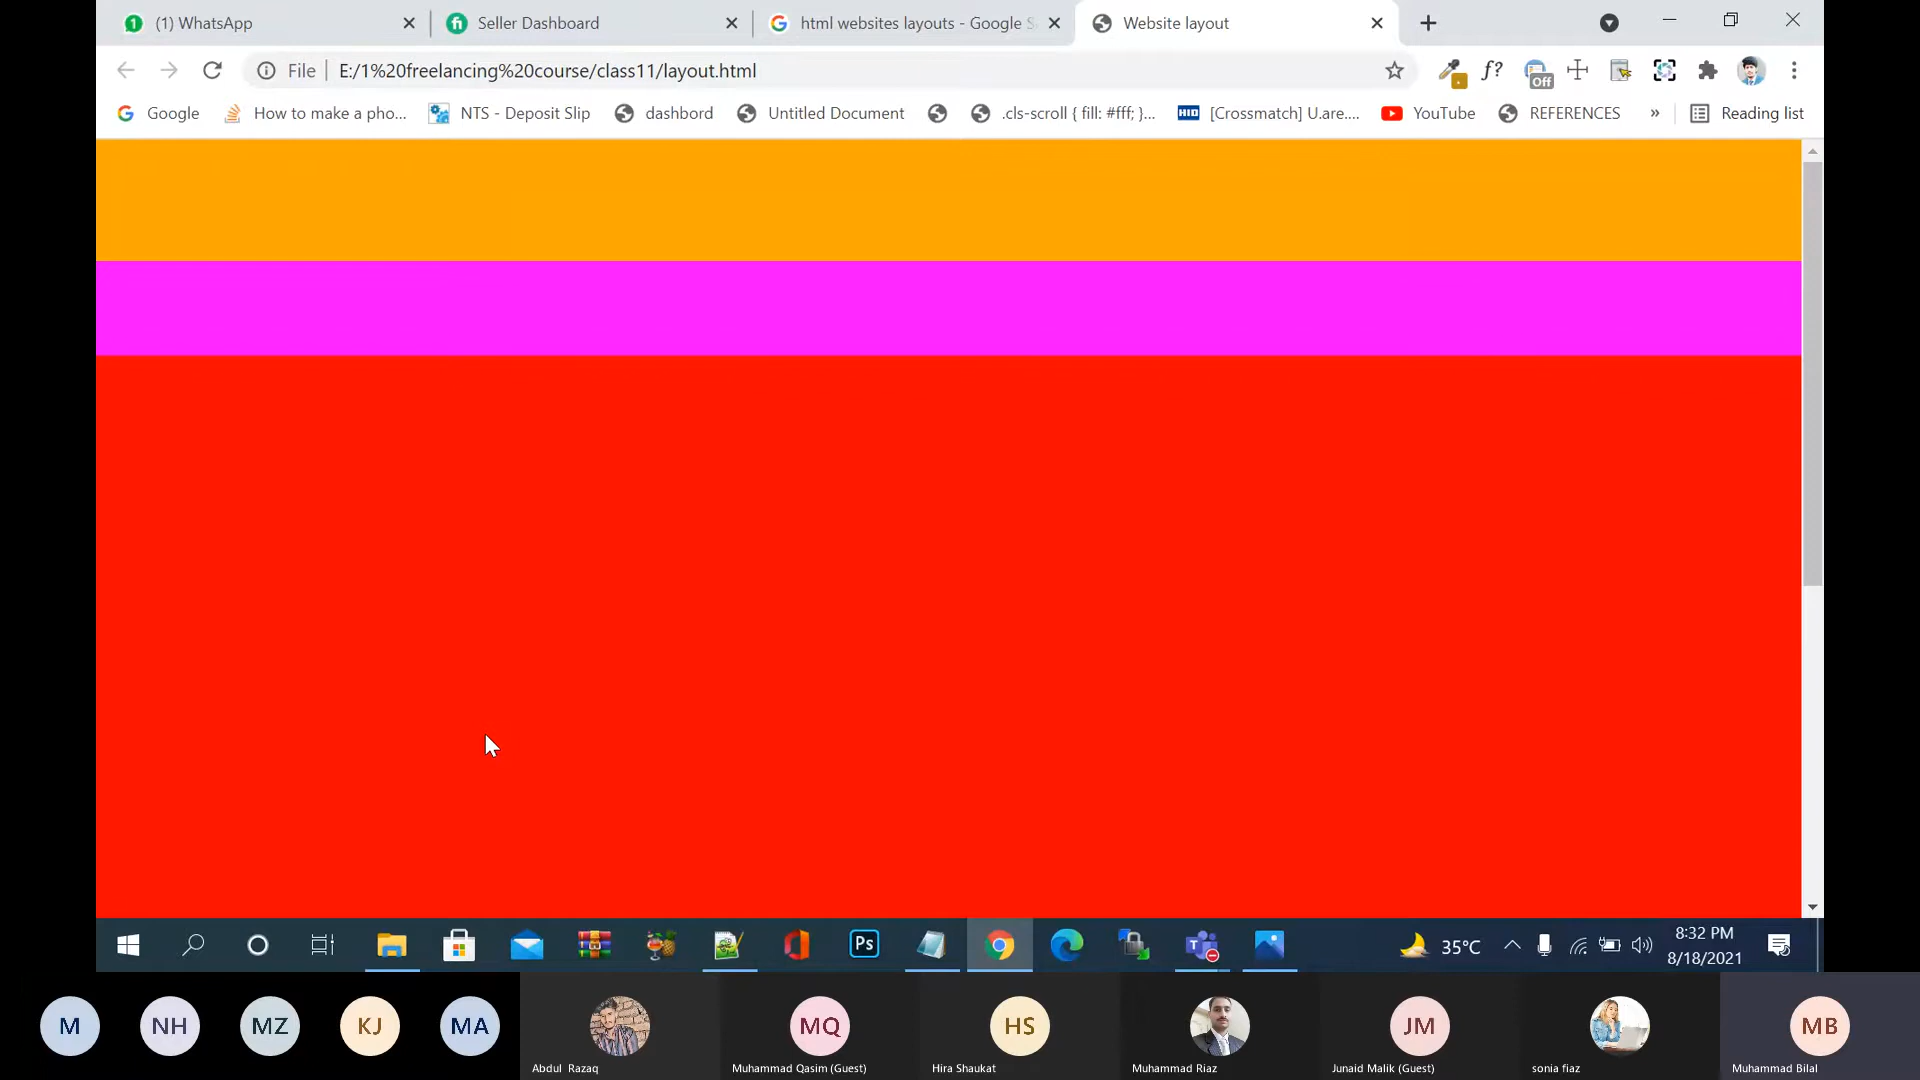 (1) WhatsApp
Seller Dashboard
html websites layouts - Google S
Website layout
File
E:/1%20freelancing%20course/class11/layout.html
f?
Off
Google
How to make a pho...
NTS - Deposit Slip
dashbord
Untitled Document
.cls-scroll { fill: #fff; }...
HID
[Crossmatch] U.are....
YouTube
REFERENCES
»
Reading list
Ps
35°C
8:32 PM
8/18/2021
M
NH
MZ
KJ
MA
MQ
HS
JM
MB
Abdul Razaq
Muhammad Qasim (Guest)
Hira Shaukat
Muhammad Riaz
Junaid Malik (Guest)
sonia fiaz
Muhammad Bilal